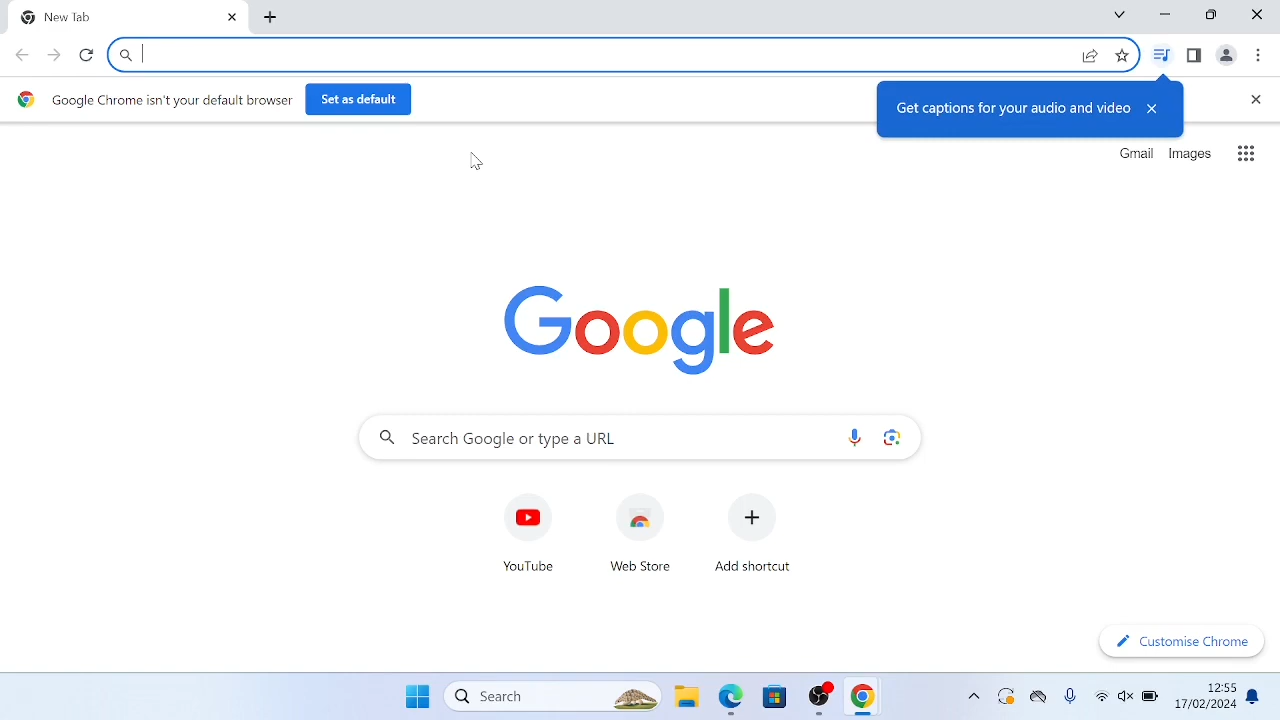 New Tab
Google Chrome isn't your default browser
Set as default
Get captions for your audio and video
Gmail
Images
Google
Search Google or type a URL
YouTube
Web Store
Add shortcut
Customise Chrome
Search
12:55
17/02/2024